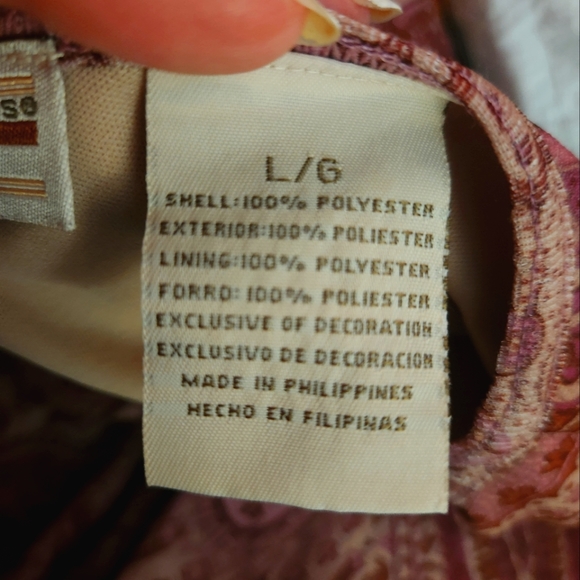 L/G
SHELL:100% POLYESTER
EXTERIOR:100% POLIESTER
LINING:100% POLYESTER
FORRO: 100% POLIESTER
EXCLUSIVE OF DECORATION
EXCLUSIVO DE DECORACION
MADE IN PHILIPPINES
HECHO EN FILIPINAS